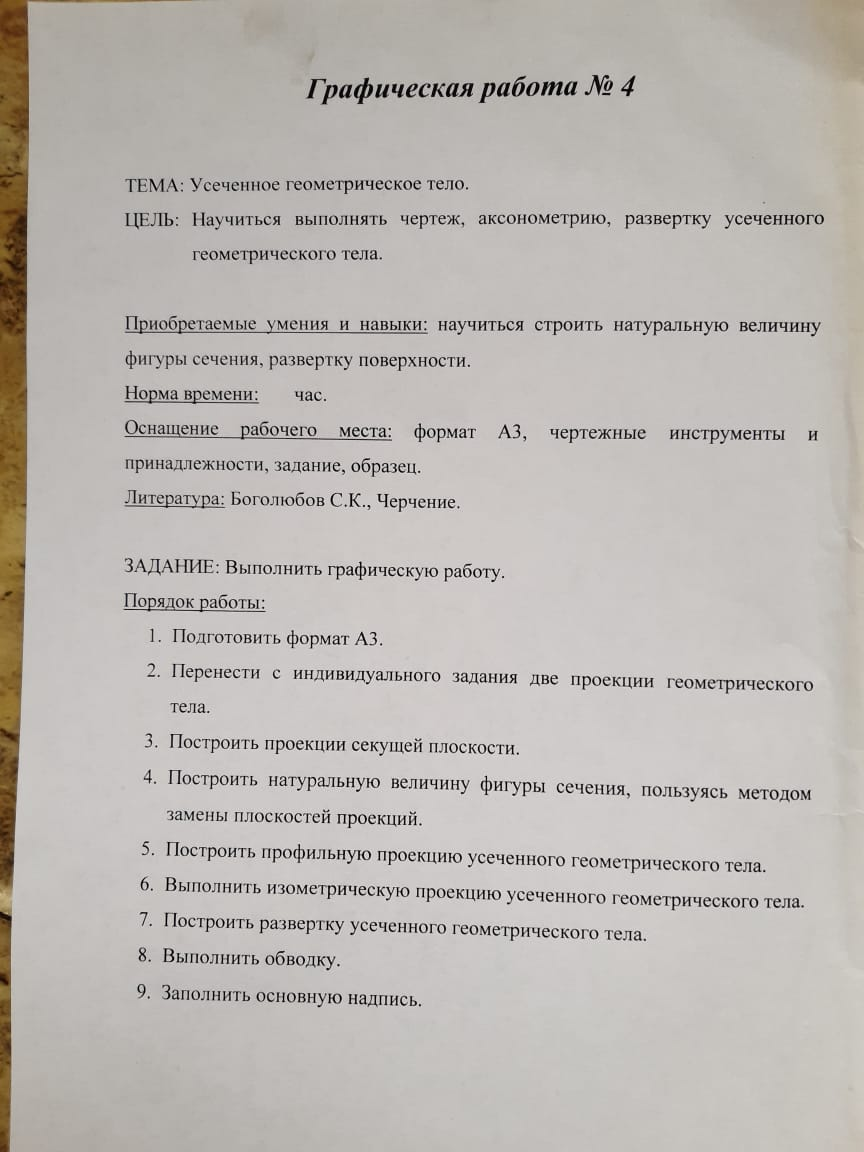 Графическая работа № 4
ТЕМА: Усеченное геометрическое тело.
ЦЕЛЬ: Научиться выполнять чертеж, аксонометрию, развертку усеченного
геометрического тела.
Приобретаемые умения и навыки: научиться строить натуральную величину
фигуры сечения, развертку поверхности.
Норма времени: час.
Оснащение рабочего места: формат А3, чертежные инструменты и
принадлежности, задание, образец.
Литература: Боголюбов С.К., Черчение.
ЗАДАНИЕ: Выполнить графическую работу.
Порядок работы:
1. Подготовить формат А3.
2. Перенести с индивидуального задания две проекции геометрического
тела.
3. Построить проекции секущей плоскости.
4. Построить натуральную величину фигуры сечения, пользуясь методом
замены плоскостей проекций.
5. Построить профильную проекцию усеченного геометрического тела.
6. Выполнить изометрическую проекцию усеченного геометрического тела.
7. Построить развертку усеченного геометрического тела.
8. Выполнить обводку.
9. Заполнить основную надпись.